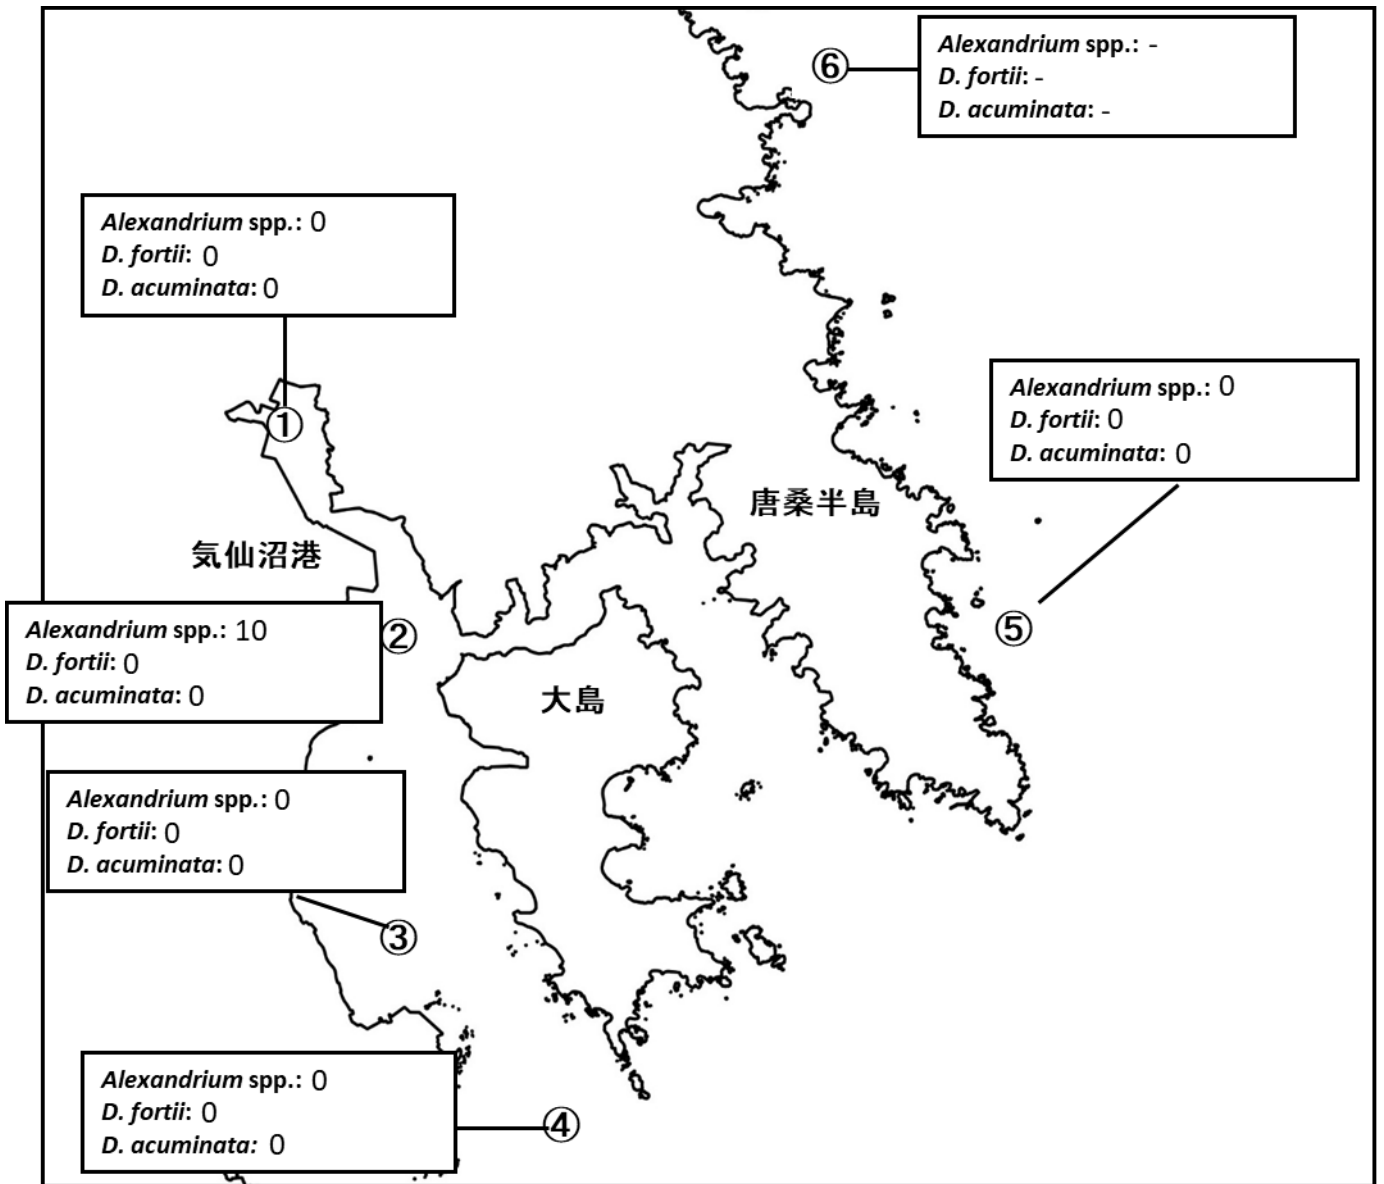 ⑥
Alexandrium spp.: -
D. fortii: -
D. acuminata: -
Alexandrium spp.: 0
D. fortii: 0
D. acuminata: 0
①
Alexandrium spp.: 0
D. fortii: 0
D. acuminata: 0
唐桑半島
気仙沼港
⑤
Alexandrium spp.: 10
D. fortii: 0
D. acuminata: 0
②
大島
Alexandrium spp.: 0
D. fortii: 0
D. acuminata: 0
③
Alexandrium spp.: 0
D. fortii: 0
D. acuminata: 0
④